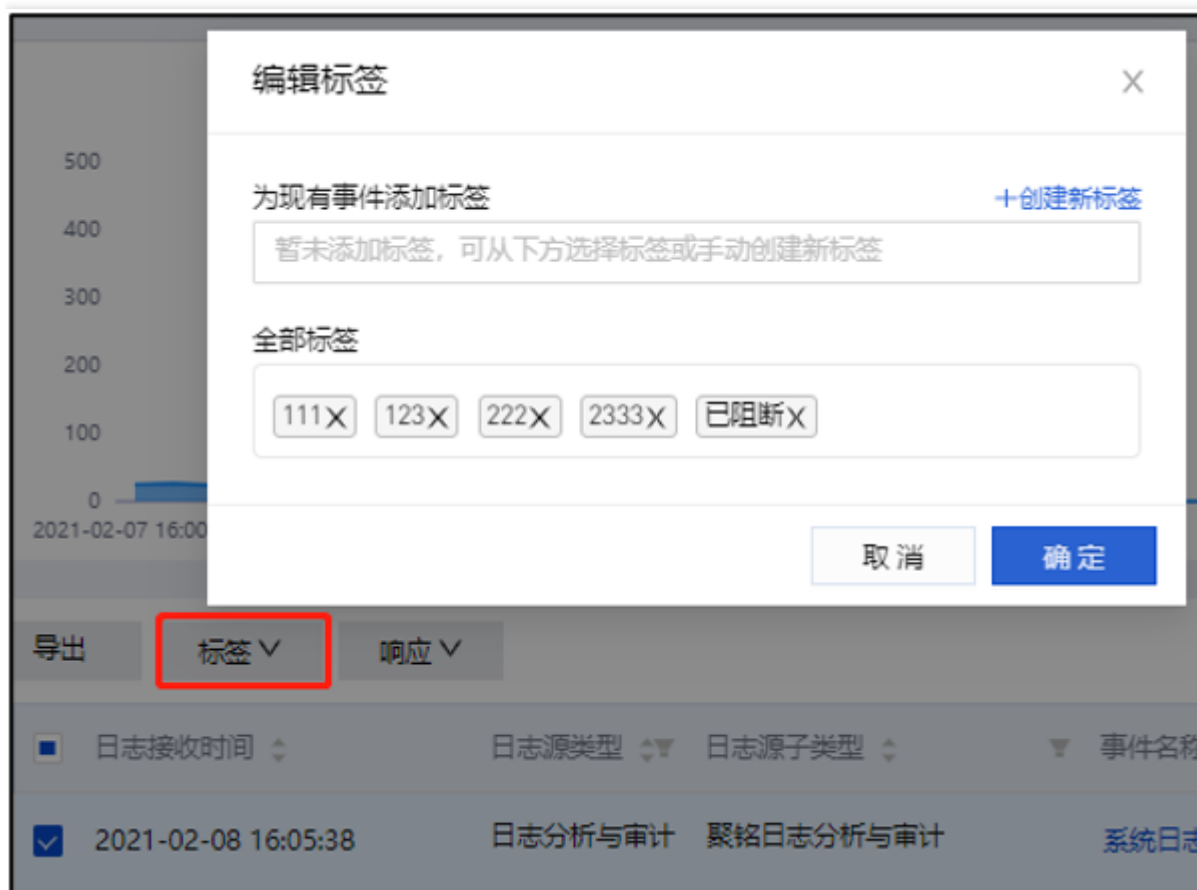 编辑标签
500
400
300
200
100
0
2021-02-07 16:00
为现有事件添加标签 +创建新标签
暂未添加标签，可从下方选择标签或手动创建新标签
全部标签
111 123 222 2333 已阻断
取消 确定
导出 标签 响应
日志接收时间 日志源类型 日志源子类型 事件名称
2021-02-08 16:05:38 日志分析与审计 聚铭日志分析与审计 系统日志